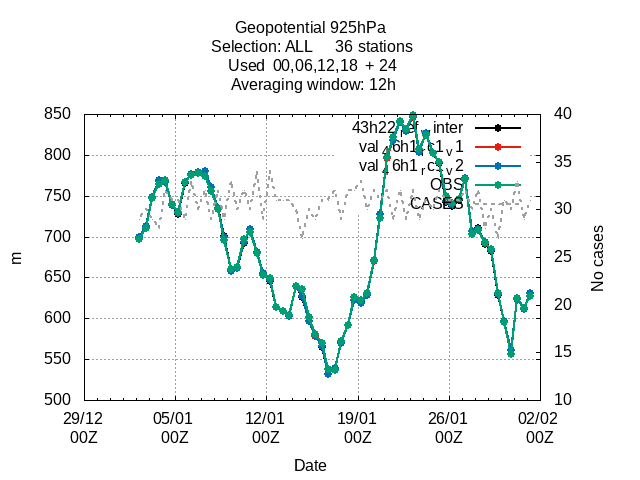 Geopotential 925hPa
Selection: ALL 36 stations
Used 00,06,12,18 + 24
Averaging window: 12h
850
800
750
700
650
600
550
500
m
40
35
30
25
20
15
10
No cases
inter
OBS
CASES
29/12 00Z
05/01 00Z
12/01 00Z
19/01 00Z
26/01 00Z
02/02 00Z
Date